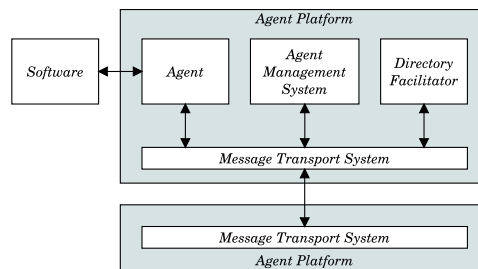 Agent Platform
Software
Agent
Agent
Management
System
Directory
Facilitator
Message Transport System
Message Transport System
Agent Platform